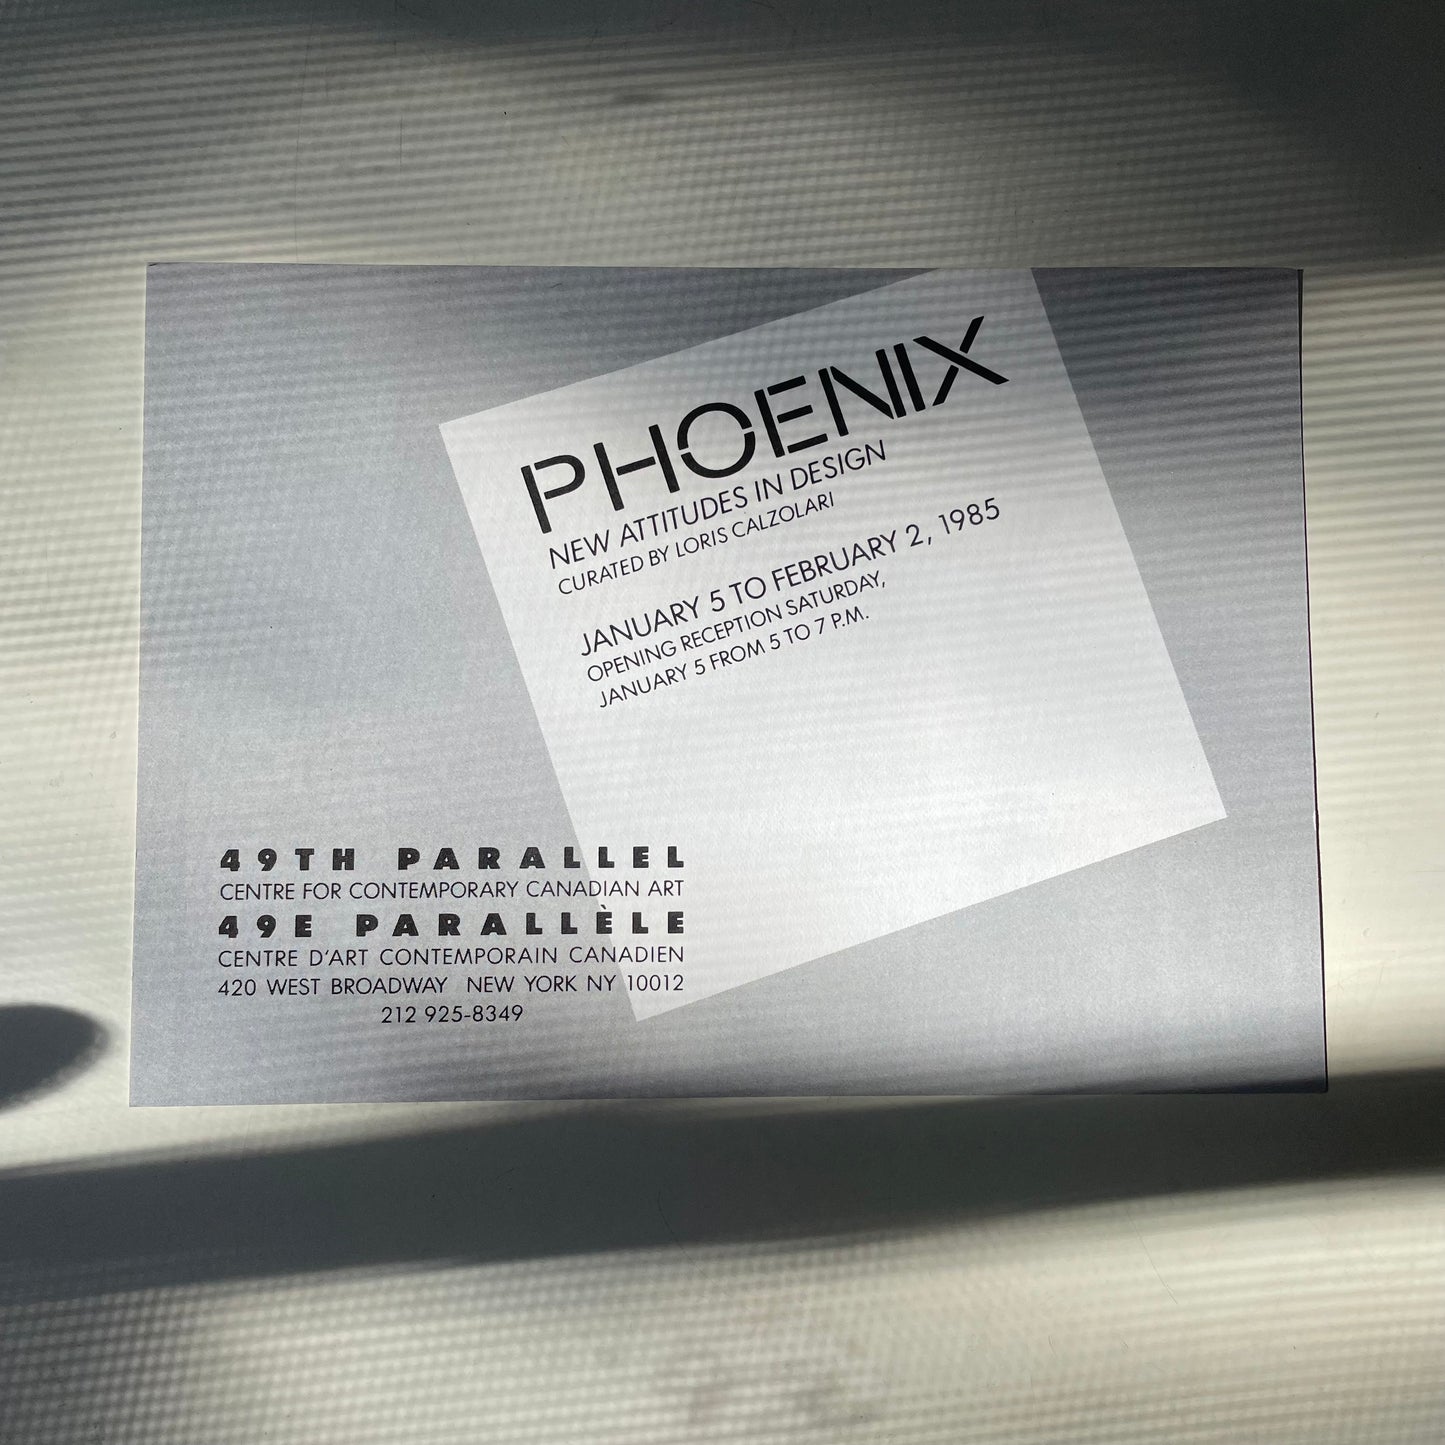 PHOENIX
NEW ATTITUDES IN DESIGN
CURATED BY LORIS CALZOLARI
JANUARY 5 TO FEBRUARY 2, 1985
OPENING RECEPTION SATURDAY,
JANUARY 5 FROM 5 TO 7 P.M.
49TH PARALLEL
CENTRE FOR CONTEMPORARY CANADIAN ART
49E PARALLÈLE
CENTRE D'ART CONTEMPORAIN CANADIEN
420 WEST BROADWAY NEW YORK NY 10012
212 925-8349